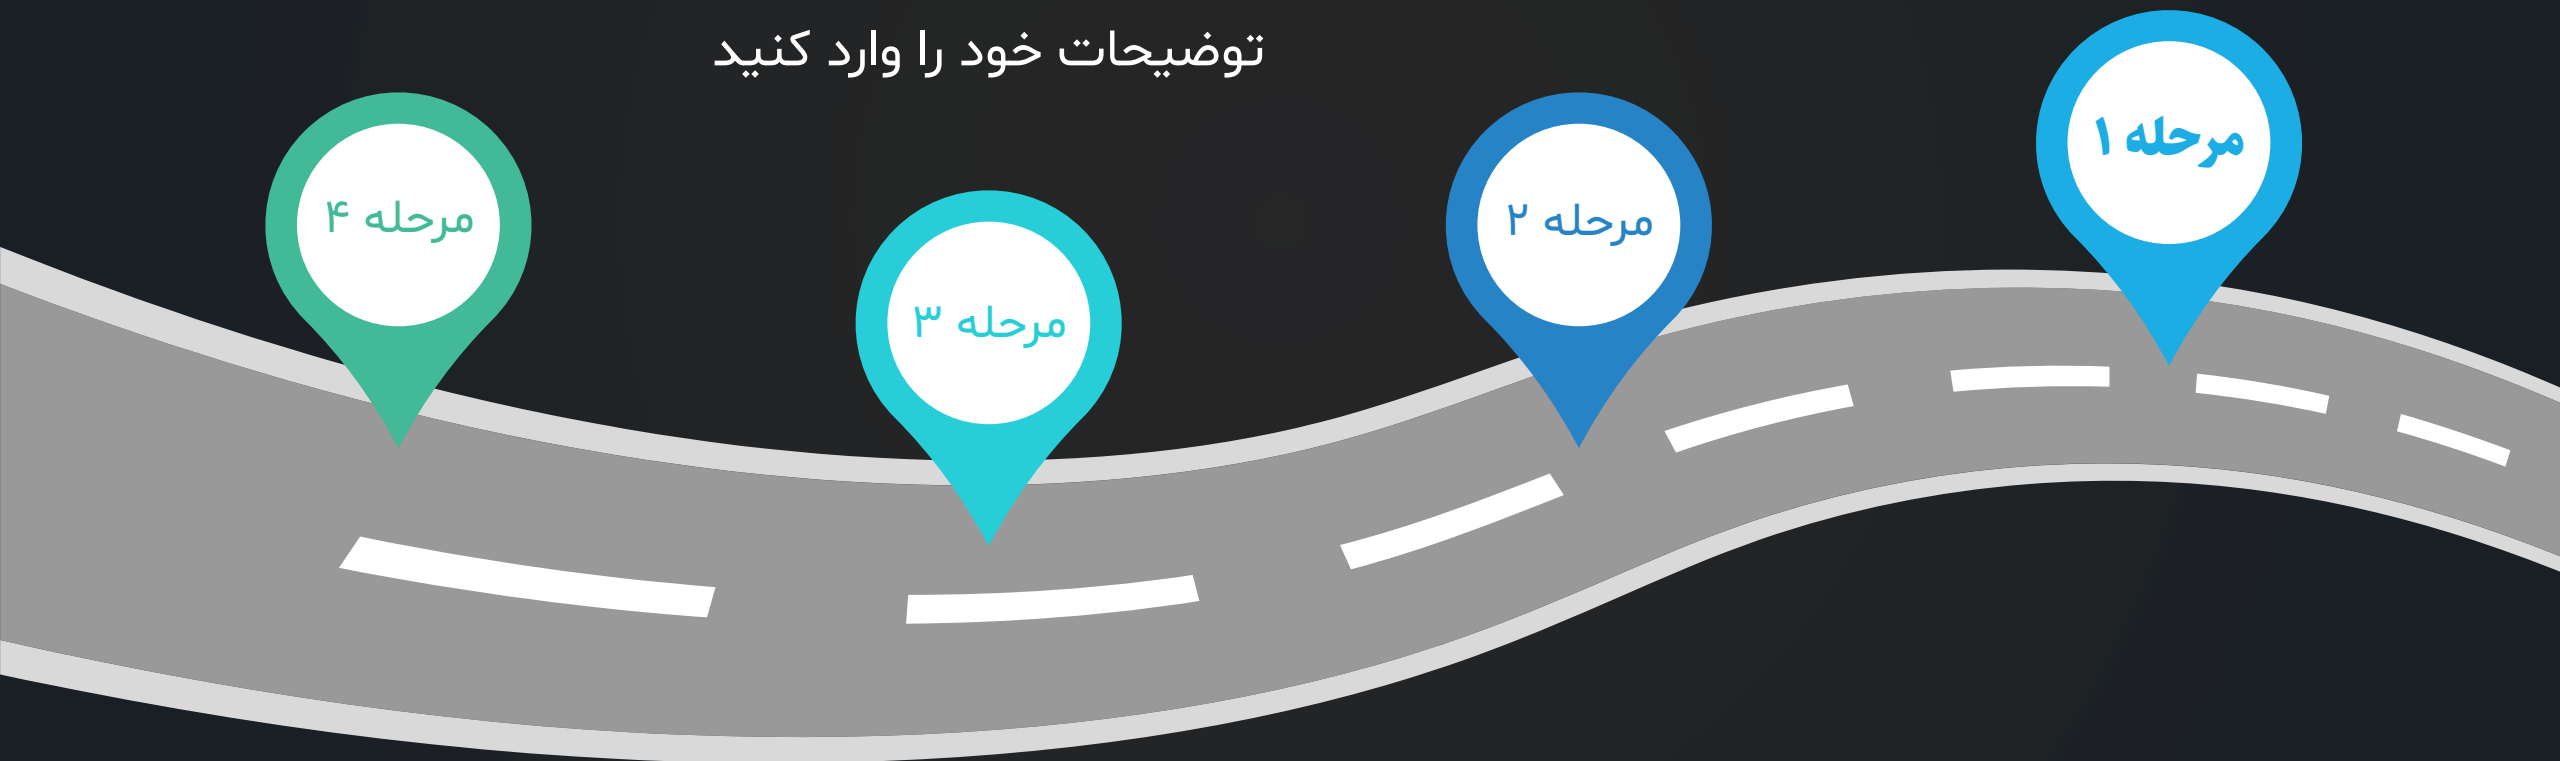 توضیحات خود را وارد کنید
مرحله ۱
مرحله ۲
مرحله ۳
مرحله ۴